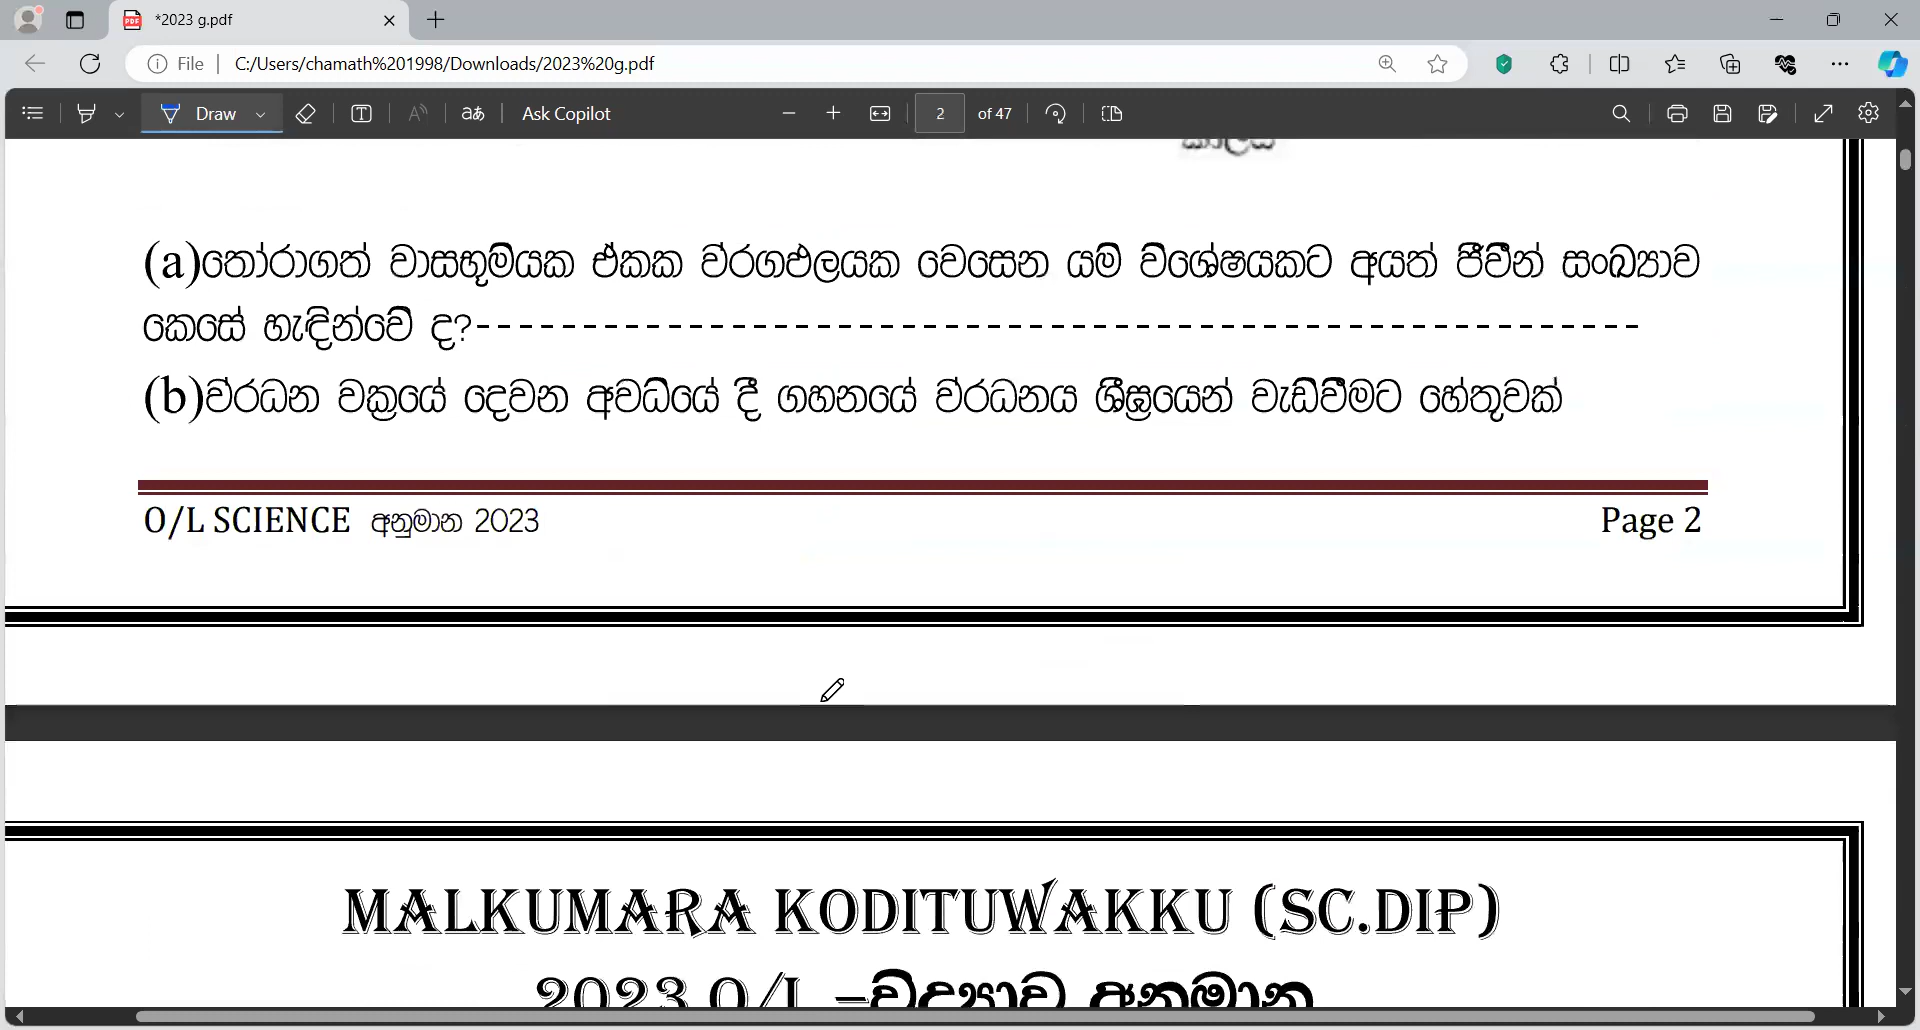 *2023 g.pdf
File
C:/Users/chamath%201998/Downloads/2023%20g.pdf
Draw
Ask Copilot
2 of 47
(a)තෝරාගත් වාසභූමියක ඒකක වර්ගඵලයක වෙසෙන යම් විශේෂයකට අයත් ජීවීන් සංඛ්‍යාව
කෙසේ හැඳින්වේ ද?------------------------------------------------------
(b)වර්ධන වක්‍රයේ දෙවන අවධියේ දී ගහනයේ වර්ධනය ශීඝ්‍රයෙන් වැඩිවීමට හේතුවක්
O/L SCIENCE අනුමාන 2023
Page 2
MALKUMARA KODITUWAKKU (SC.DIP)
2023 O/L –විද්‍යාව අනුමාන